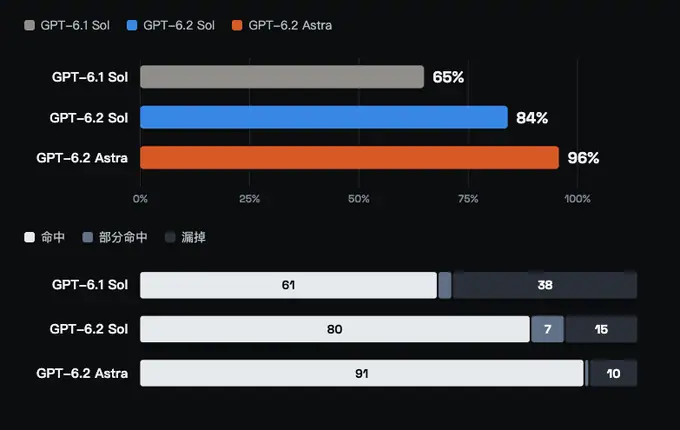 GPT-6.1 Sol GPT-6.2 Sol GPT-6.2 Astra
GPT-6.1 Sol 65%
GPT-6.2 Sol 84%
GPT-6.2 Astra 96%
0% 25% 50% 75% 100%
命中 部分命中 漏掉
GPT-6.1 Sol 61 38
GPT-6.2 Sol 80 7 15
GPT-6.2 Astra 91 10